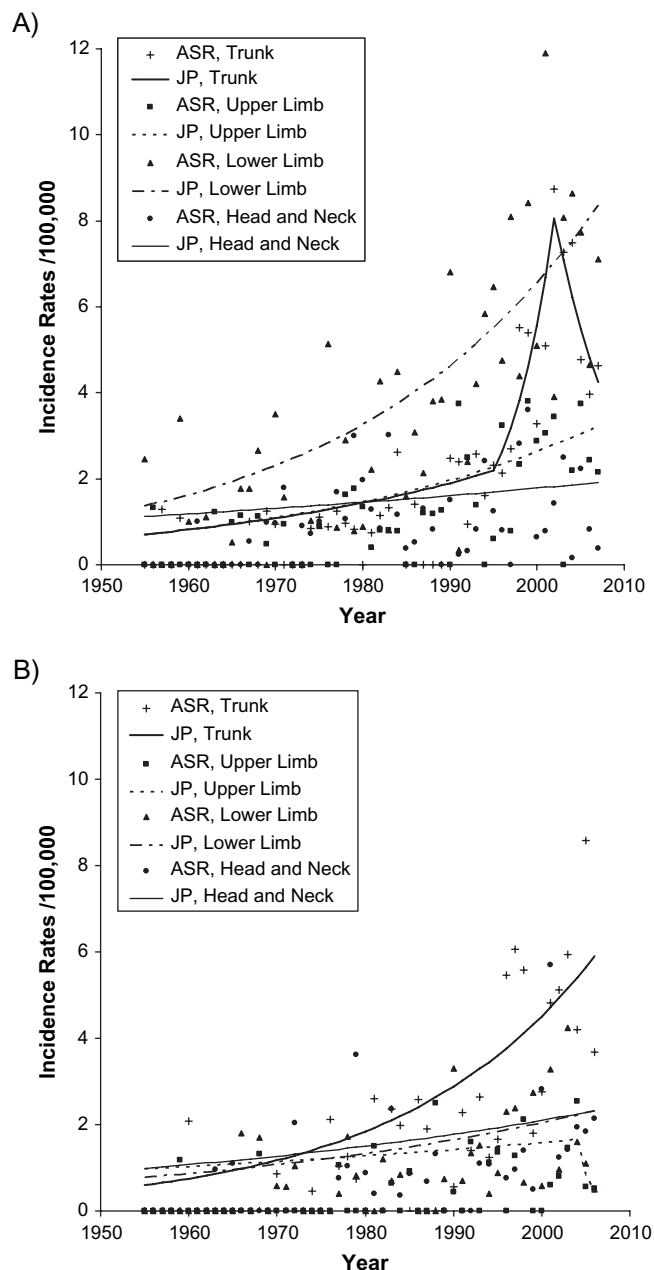 A)
12
10
8
6
4
2
0
Incidence Rates /100,000
ASR, Trunk
JP, Trunk
ASR, Upper Limb
JP, Upper Limb
ASR, Lower Limb
JP, Lower Limb
ASR, Head and Neck
JP, Head and Neck
1950 1960 1970 1980 1990 2000 2010
Year
B)
12
10
8
6
4
2
0
Incidence Rates /100,000
ASR, Trunk
JP, Trunk
ASR, Upper Limb
JP, Upper Limb
ASR, Lower Limb
JP, Lower Limb
ASR, Head and Neck
JP, Head and Neck
1950 1960 1970 1980 1990 2000 2010
Year